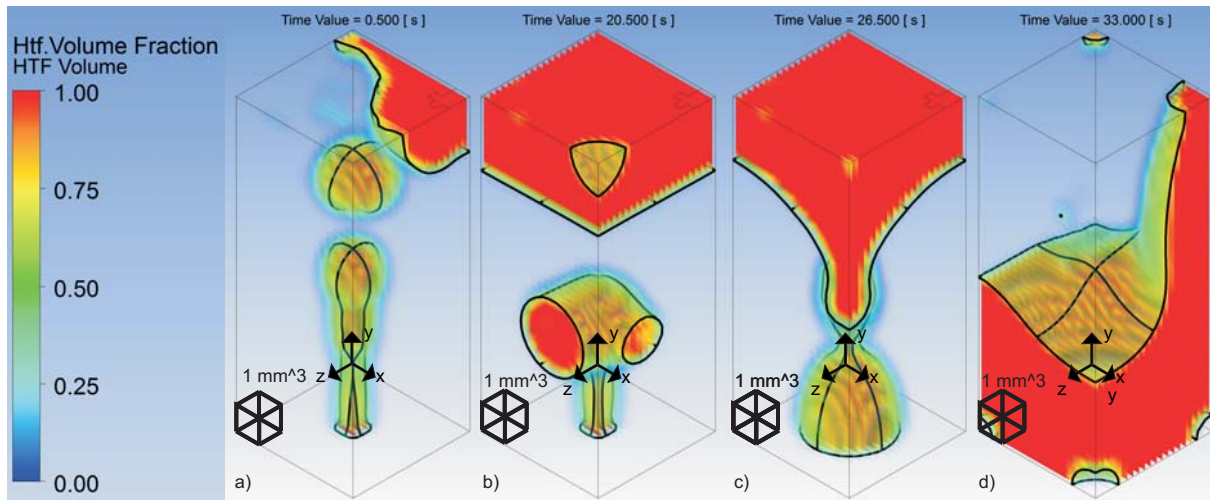 Htf.Volume Fraction
HTF Volume
1.00
0.75
0.50
0.25
0.00
Time Value = 0.500 [ s ]
y
z
x
1 mm^3
a)
Time Value = 20.500 [ s ]
y
z
x
1 mm^3
b)
Time Value = 26.500 [ s ]
y
z
x
1 mm^3
c)
Time Value = 33.000 [ s ]
y
z
x
y
1 mm^3
d)